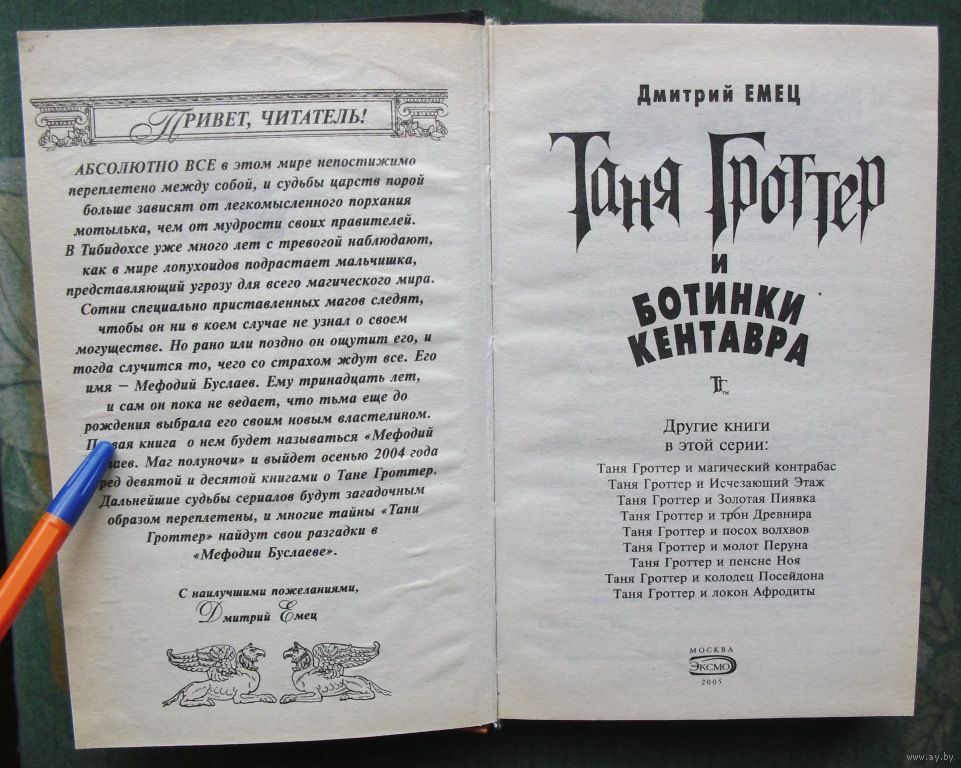 ПРИВЕТ, ЧИТАТЕЛЬ!
АБСОЛЮТНО ВСЕ в этом мире непостижимо
переплетено между собой, и судьбы царств порой
больше зависят от легкомысленного порхания
мотылька, чем от мудрости своих правителей.
В Тибидохсе уже много лет с тревогой наблюдают,
как в мире лопухоидов подрастает мальчишка,
представляющий угрозу для всего магического мира.
Сотни специально приставленных магов следят,
чтобы он ни в коем случае не узнал о своем
могуществе. Но рано или поздно он ощутит его, и
тогда случится то, чего со страхом ждут все. Его
имя – Мефодий Буслаев. Ему тринадцать лет,
и сам он пока не ведает, что тьма еще до
рождения выбрала его своим новым властелином.
книга о нем будет называться «Мефодий
лаев. Маг полуночи» и выйдет осенью 2004 года
ред девятой и десятой книгами о Тане Гроттер.
Дальнейшие судьбы сериалов будут загадочным
образом переплетены, и многие тайны «Тани
Гроттер» найдут свои разгадки в
«Мефодии Буслаеве».
С наилучшими пожеланиями,
Дмитрий Емец
Дмитрий ЕМЕЦ
Таня Гроттер
и
БОТИНКИ
КЕНТАВРА
ТГ™
Другие книги
в этой серии:
Таня Гроттер и магический контрабас
Таня Гроттер и Исчезающий Этаж
Таня Гроттер и Золотая Пиявка
Таня Гроттер и трон Древнира
Таня Гроттер и посох волхвов
Таня Гроттер и молот Перуна
Таня Гроттер и пенсне Ноя
Таня Гроттер и колодец Посейдона
Таня Гроттер и локон Афродиты
МОСКВА
ЭКСМО
2005
www.ay.by